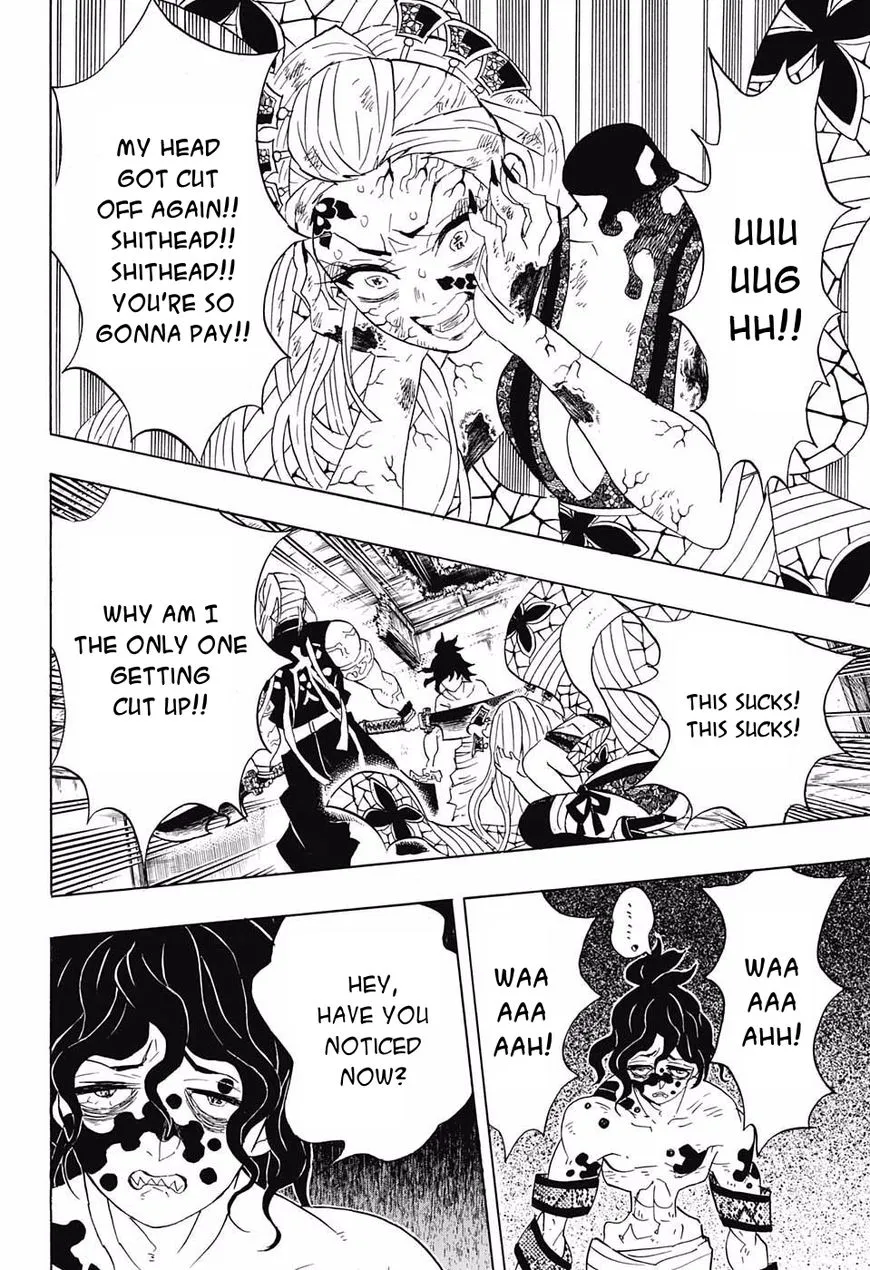 UUU
UUG
HH!!
MY HEAD
GOT CUT
OFF AGAIN!!
SHITHEAD!!
SHITHEAD!!
YOU'RE SO
GONNA PAY!!
THIS SUCKS!
THIS SUCKS!
WHY AM I
THE ONLY ONE
GETTING
CUT UP!!
WAA
AAA
AHH!
......
WAA
AAA
AAH!
HEY,
HAVE YOU
NOTICED
NOW?